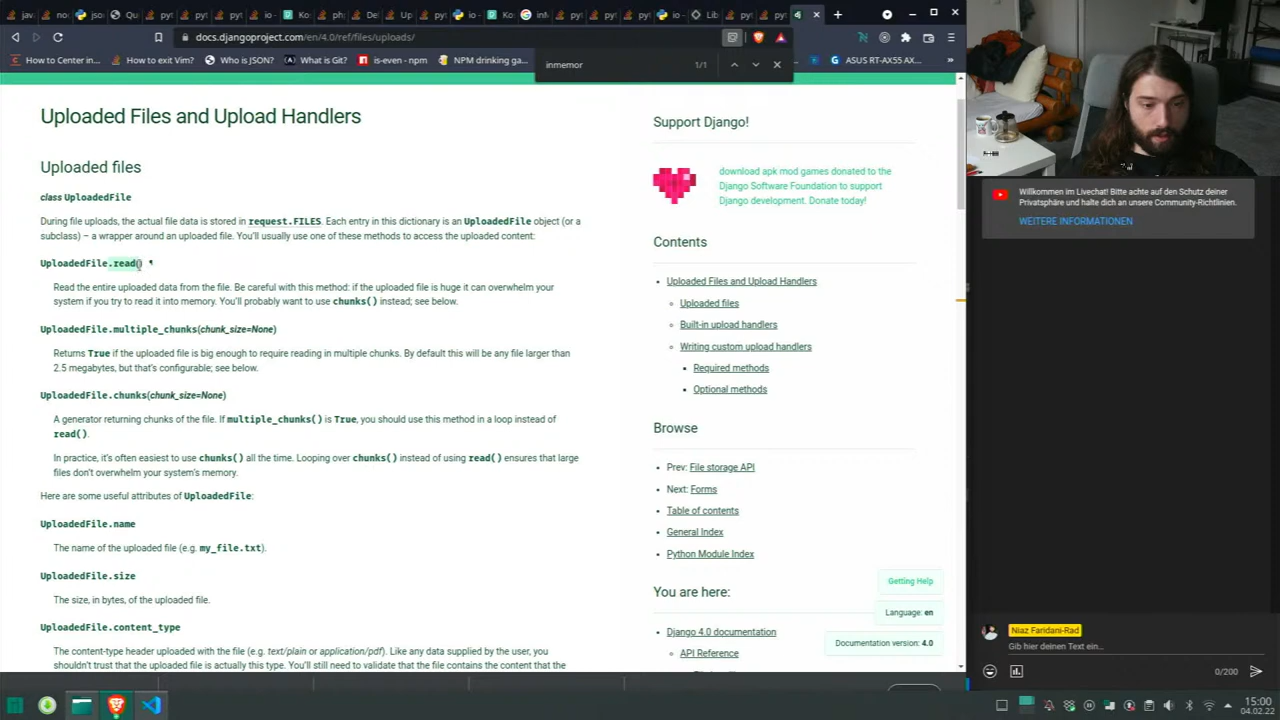 docs.djangoproject.com/en/4.0/ref/files/uploads/
How to Center in...
How to exit Vim?
Who is JSON?
What is Git?
is-even - npm
NPM drinking ga...
ASUS RT-AX55 AX...
inmemor
1/1
Uploaded Files and Upload Handlers
Uploaded files
class UploadedFile
During file uploads, the actual file data is stored in request.FILES. Each entry in this dictionary is an UploadedFile object (or a
subclass) – a wrapper around an uploaded file. You'll usually use one of these methods to access the uploaded content:
UploadedFile.read() ¶
Read the entire uploaded data from the file. Be careful with this method: if the uploaded file is huge it can overwhelm your
system if you try to read it into memory. You'll probably want to use chunks() instead; see below.
UploadedFile.multiple_chunks(chunk_size=None)
Returns True if the uploaded file is big enough to require reading in multiple chunks. By default this will be any file larger than
2.5 megabytes, but that's configurable; see below.
UploadedFile.chunks(chunk_size=None)
A generator returning chunks of the file. If multiple_chunks() is True, you should use this method in a loop instead of
read().
In practice, it's often easiest to use chunks() all the time. Looping over chunks() instead of using read() ensures that large
files don't overwhelm your system's memory.
Here are some useful attributes of UploadedFile:
UploadedFile.name
The name of the uploaded file (e.g. my_file.txt).
UploadedFile.size
The size, in bytes, of the uploaded file.
UploadedFile.content_type
The content-type header uploaded with the file (e.g. text/plain or application/pdf). Like any data supplied by the user, you
shouldn't trust that the uploaded file is actually this type. You'll still need to validate that the file contains the content that the
Support Django!
download apk mod games donated to the
Django Software Foundation to support
Django development. Donate today!
Contents
Uploaded Files and Upload Handlers
Uploaded files
Built-in upload handlers
Writing custom upload handlers
Required methods
Optional methods
Browse
Prev: File storage API
Next: Forms
Table of contents
General Index
Python Module Index
You are here:
Django 4.0 documentation
API Reference
Getting Help
Language: en
Documentation version: 4.0
Willkommen im Livechat! Bitte achte auf den Schutz deiner
Privatsphäre und halte dich an unsere Community-Richtlinien.
WEITERE INFORMATIONEN
Niaz Faridani-Rad
Gib hier deinen Text ein...
0/200
15:00
04.02.22